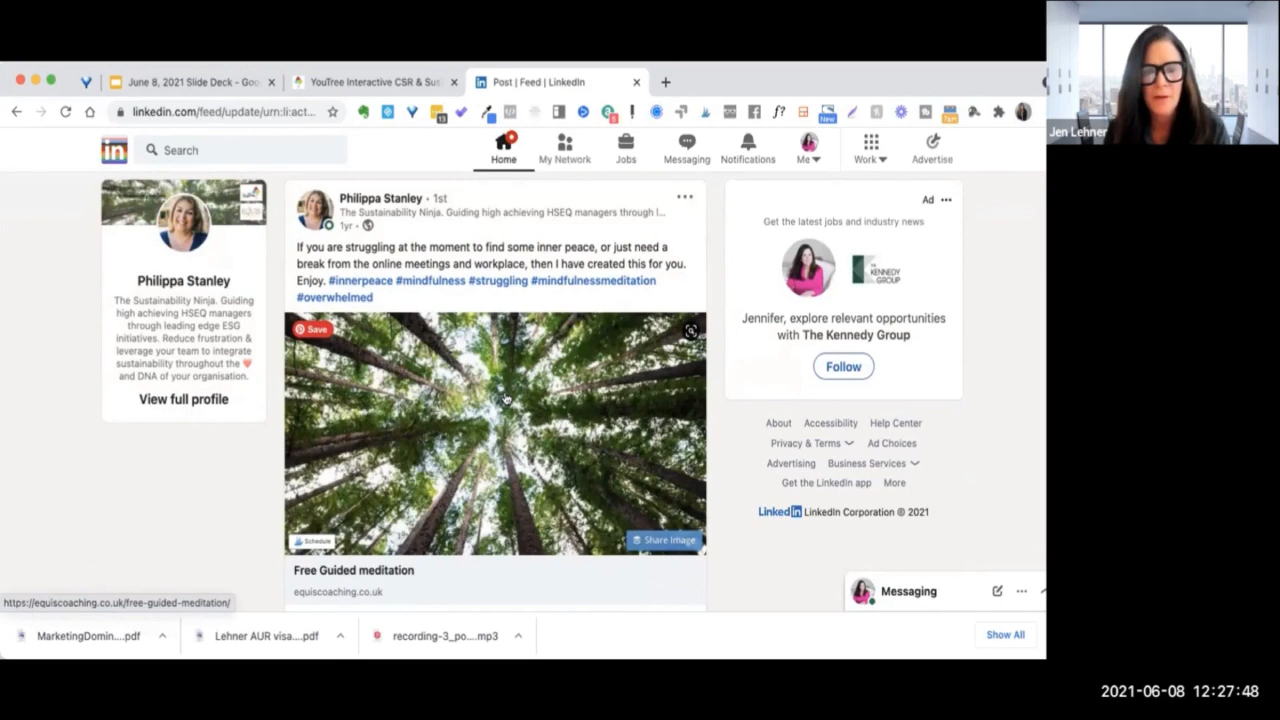 June 8, 2021 Slide Deck - Goo
YouTree Interactive CSR & Sus
Post | Feed | LinkedIn
linkedin.com/feed/update/urn:li:act...
Jen Lehner
in
Search
Home
My Network
Jobs
Messaging
Notifications
Me
Work
Advertise
Philippa Stanley
The Sustainability Ninja. Guiding
high achieving HSEQ managers
through leading edge ESG
initiatives. Reduce frustration &
leverage your team to integrate
sustainability throughout the ❤️
and DNA of your organisation.
View full profile
Philippa Stanley • 1st
The Sustainability Ninja. Guiding high achieving HSEQ managers through l...
1yr •
If you are struggling at the moment to find some inner peace, or just need a
break from the online meetings and workplace, then I have created this for you.
Enjoy. #innerpeace #mindfulness #struggling #mindfulnessmeditation
#overwhelmed
Save
Schedule
Share Image
Free Guided meditation
equiscoaching.co.uk
Ad
Get the latest jobs and industry news
THE KENNEDY
GROUP
Jennifer, explore relevant opportunities
with The Kennedy Group
Follow
About Accessibility Help Center
Privacy & Terms Ad Choices
Advertising Business Services
Get the LinkedIn app More
LinkedIn LinkedIn Corporation © 2021
Messaging
https://equiscoaching.co.uk/free-guided-meditation/
MarketingDomin....pdf
Lehner AUR visa....pdf
recording-3_po....mp3
Show All
2021-06-08 12:27:48